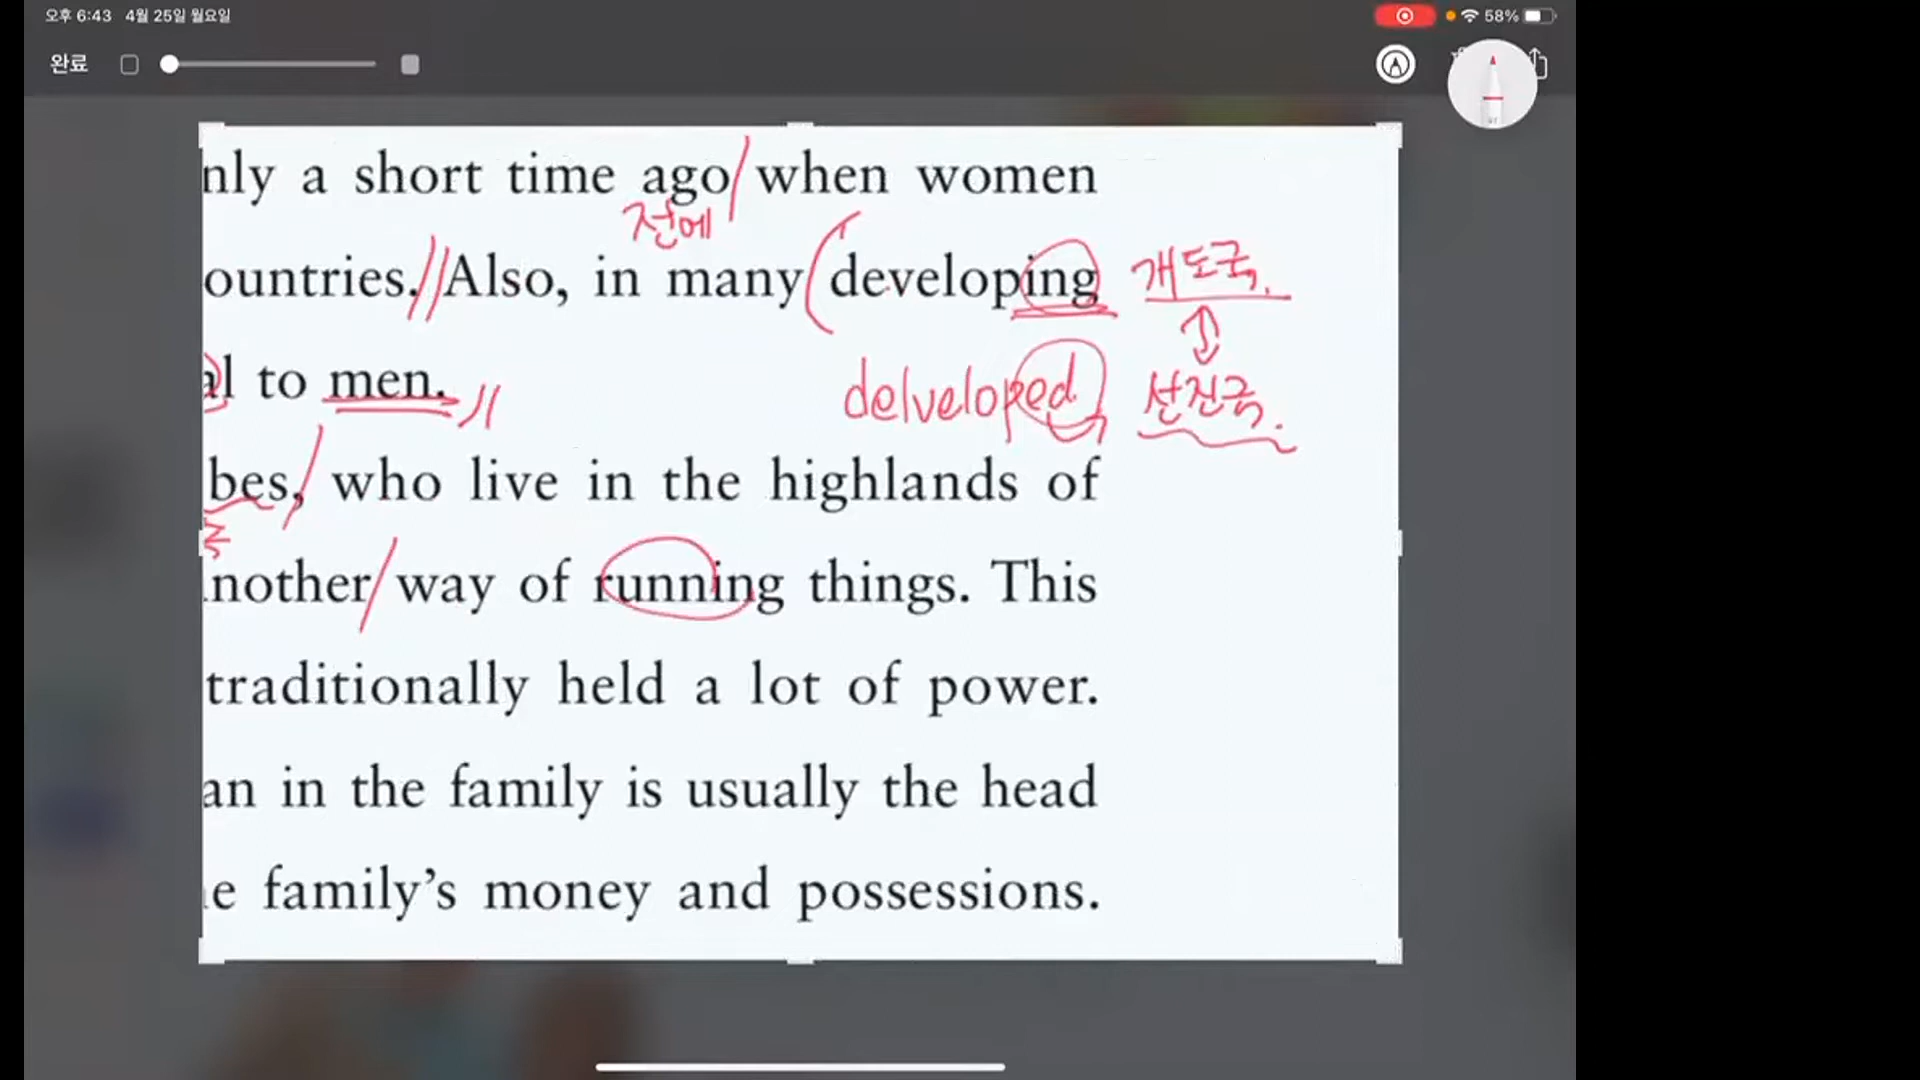 오후 6:43 4월 25일 월요일
58%
완료
nly a short time ago when women
전에
ountries. Also, in many developing 개도국.
al to men.
delveloped 선진국.
bes, who live in the highlands of
nother way of running things. This
traditionally held a lot of power.
an in the family is usually the head
e family's money and possessions.